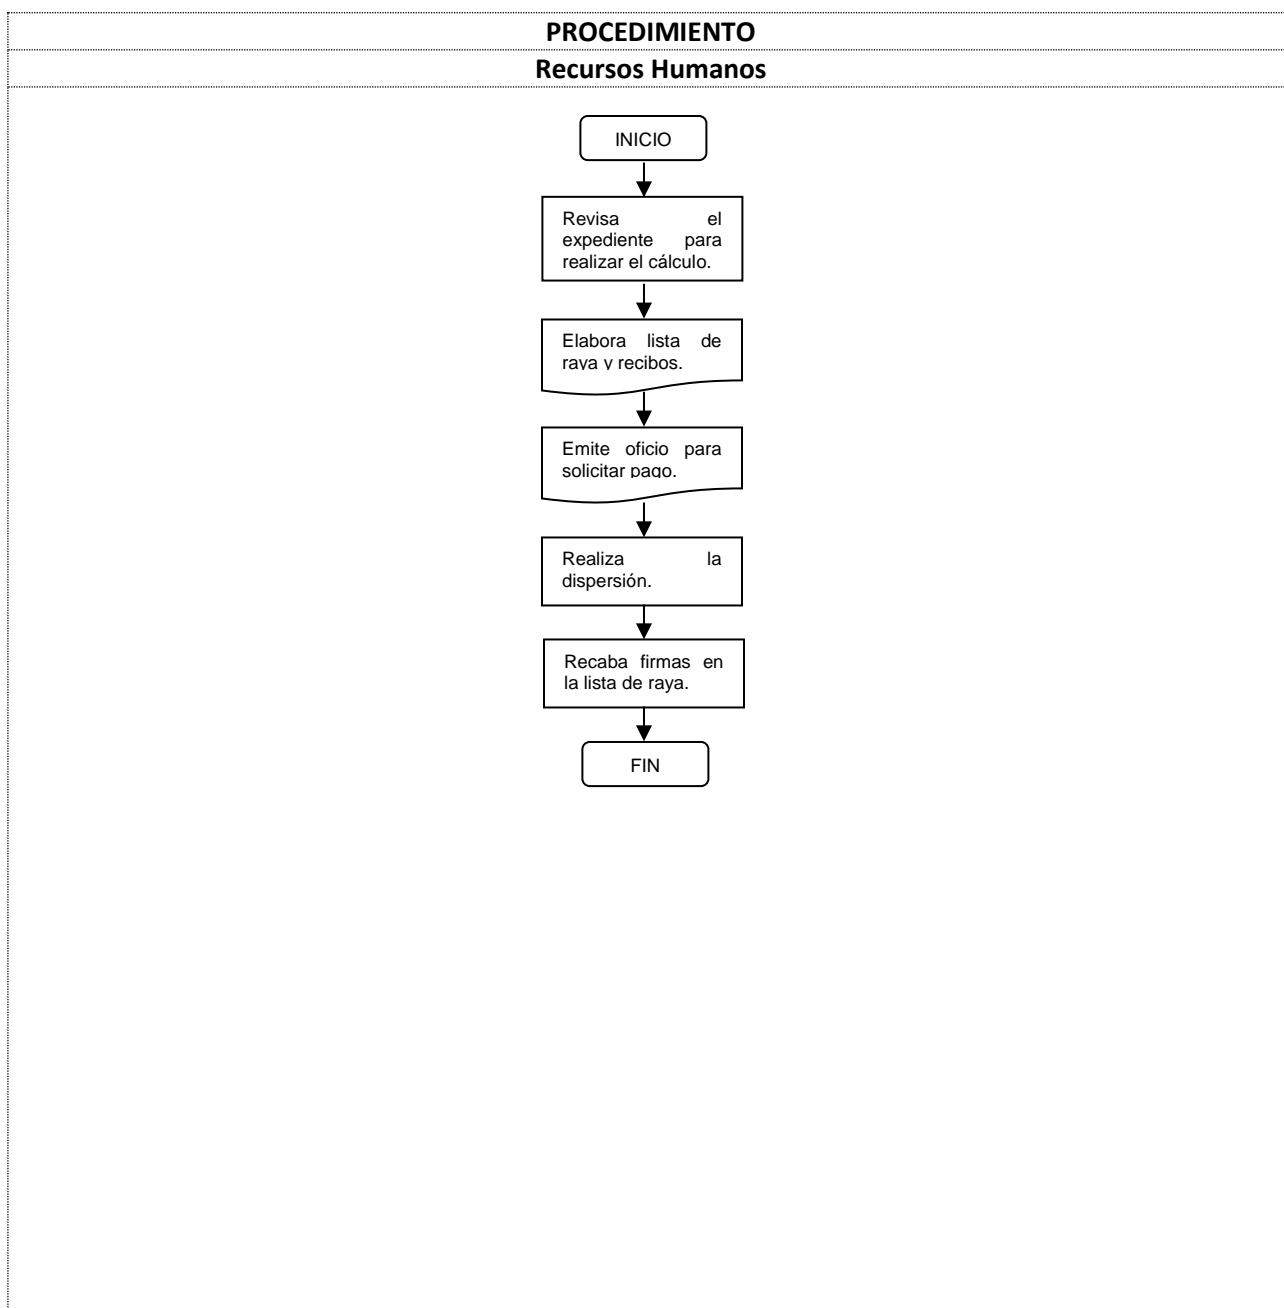 PROCEDIMIENTO
Recursos Humanos
INICIO
Revisa el
expediente para
realizar el cálculo.
Elabora lista de
raya y recibos.
Emite oficio para
solicitar pago.
Realiza la
dispersión.
Recaba firmas en
la lista de raya.
FIN